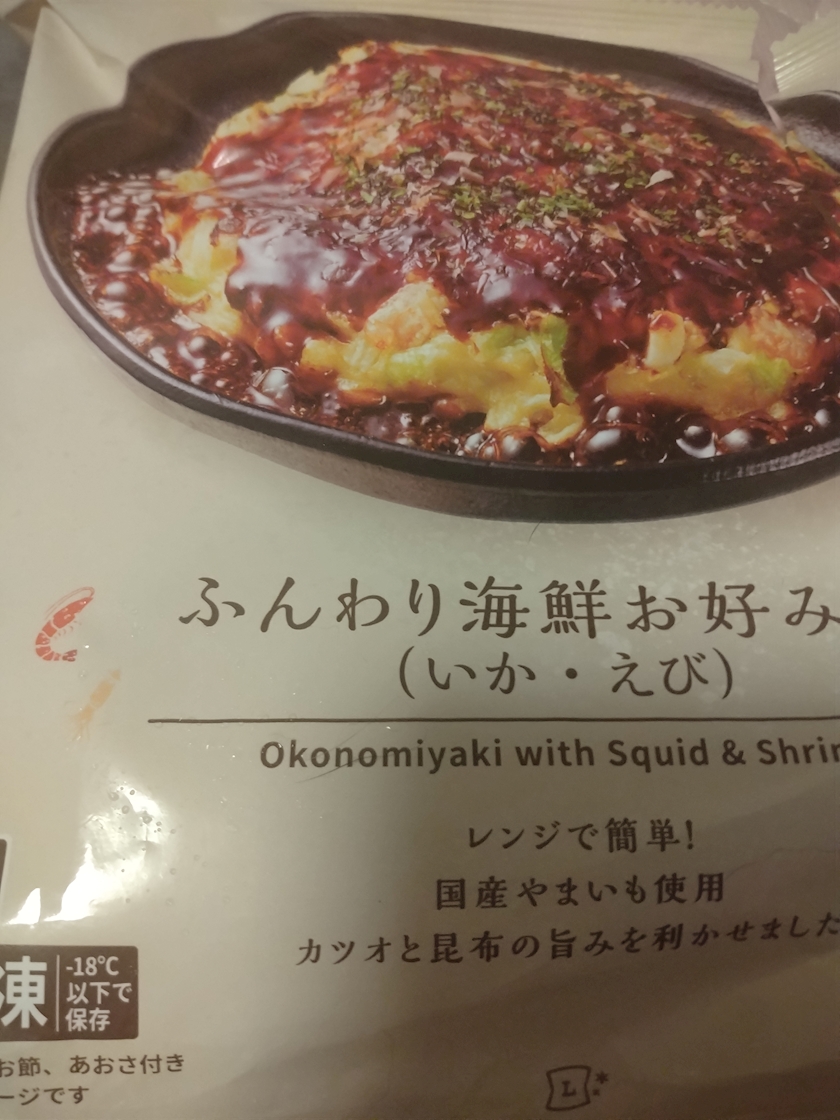 ふんわり海鮮お好み
(いか・えび)
Okonomiyaki with Squid & Shri
レンジで簡単!
国産やまいも使用
カツオと昆布の旨みを利かせました
凍
-18℃
以下で
保存
お節、あおさ付き
ージです
L